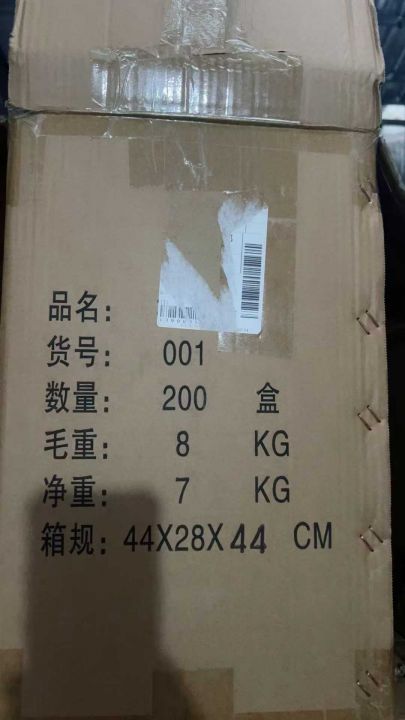 品名:
货号: 001
数量: 200 盒
毛重: 8 KG
净重: 7 KG
箱规: 44X28X44 CM